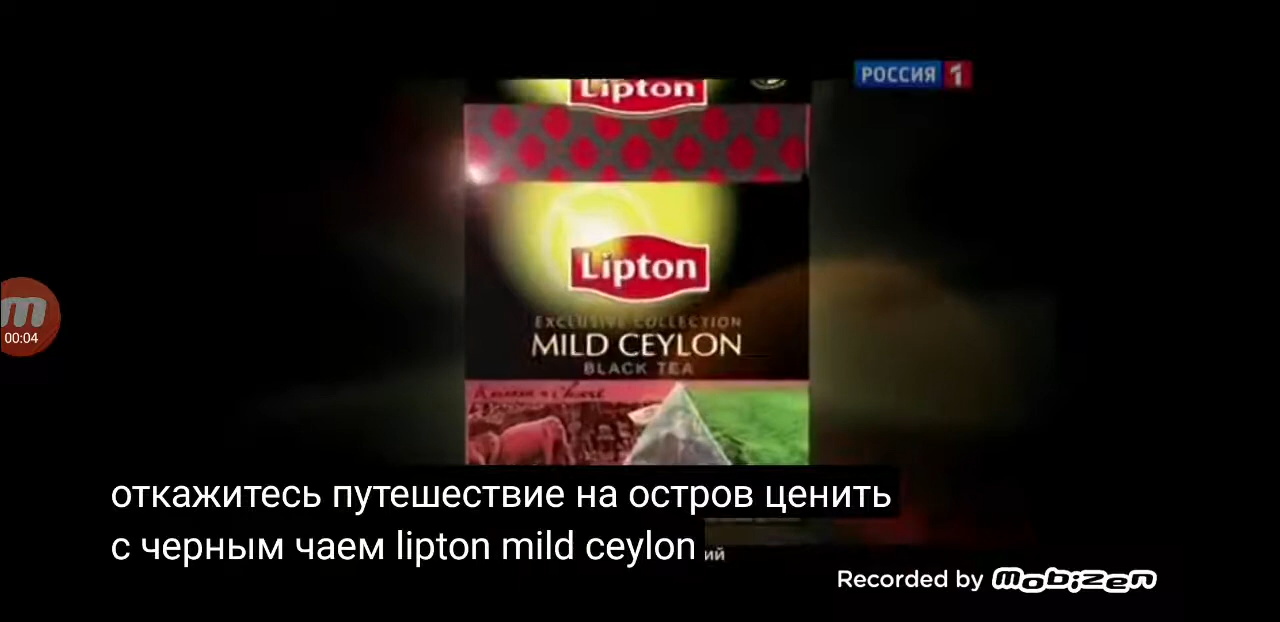 Lipton
РОССИЯ 1
Lipton
EXCLUSIVE COLLECTION
MILD CEYLON
BLACK TEA
00:04
откажитесь путешествие на остров ценить
с черным чаем lipton mild ceylon
ий
Recorded by mobizen